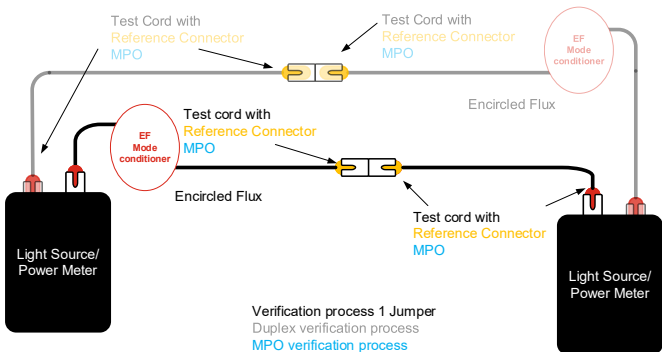 Test Cord with
Reference Connector
MPO
Test Cord with
Reference Connector
MPO
EF
Mode
conditioner
Encircled Flux
EF
Mode
conditioner
Test cord with
Reference Connector
MPO
Encircled Flux
Test cord with
Reference Connector
MPO
Light Source/
Power Meter
Light Source/
Power Meter
Verification process 1 Jumper
Duplex verification process
MPO verification process